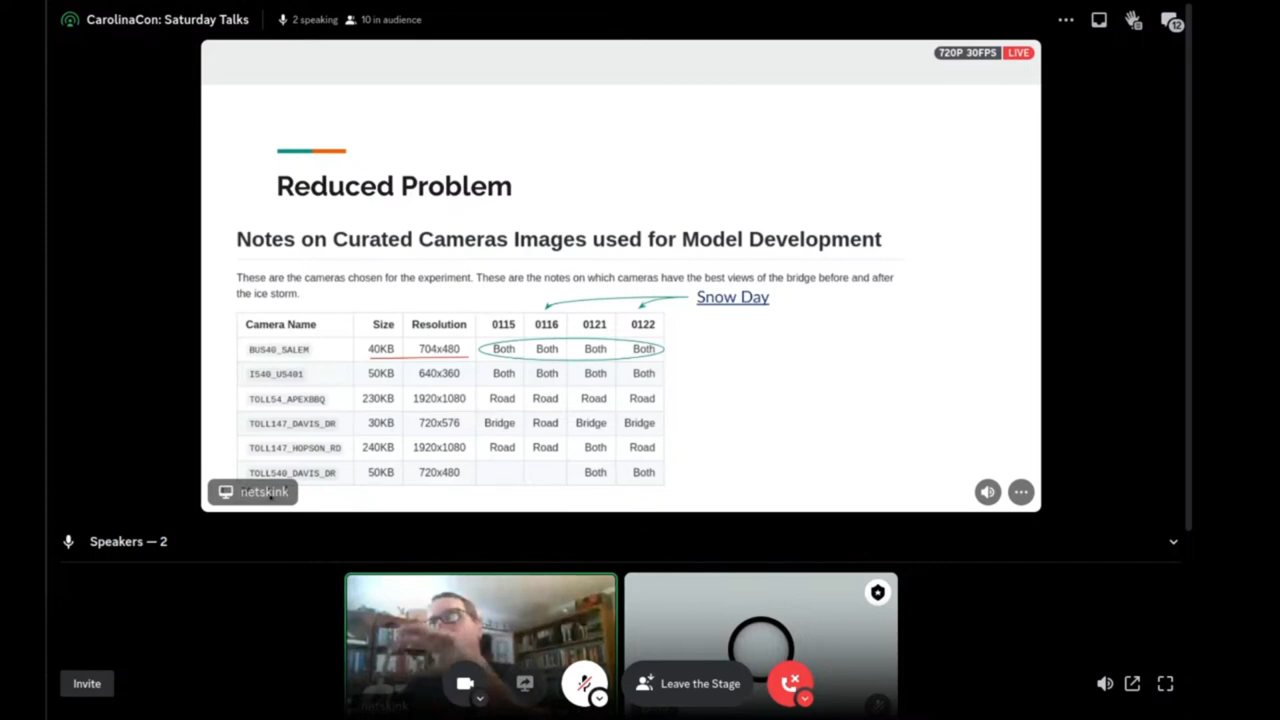 CarolinaCon: Saturday Talks
2 speaking
10 in audience
12
720P 30FPS
LIVE
Reduced Problem
Notes on Curated Cameras Images used for Model Development
These are the cameras chosen for the experiment. These are the notes on which cameras have the best views of the bridge before and after
the ice storm.
Snow Day
Camera Name Size Resolution 0115 0116 0121 0122
BUS40_SALEM 40KB 704x480 Both Both Both Both
I540_US401 50KB 640x360 Both Both Both Both
TOLL54_APEXBBQ 230KB 1920x1080 Road Road Road Road
TOLL147_DAVIS_DR 30KB 720x576 Bridge Road Bridge Bridge
TOLL147_HOPSON_RD 240KB 1920x1080 Road Road Both Road
TOLL540_DAVIS_DR 50KB 720x480 Both Both
netskink
Speakers — 2
Invite
netskink
Leave the Stage